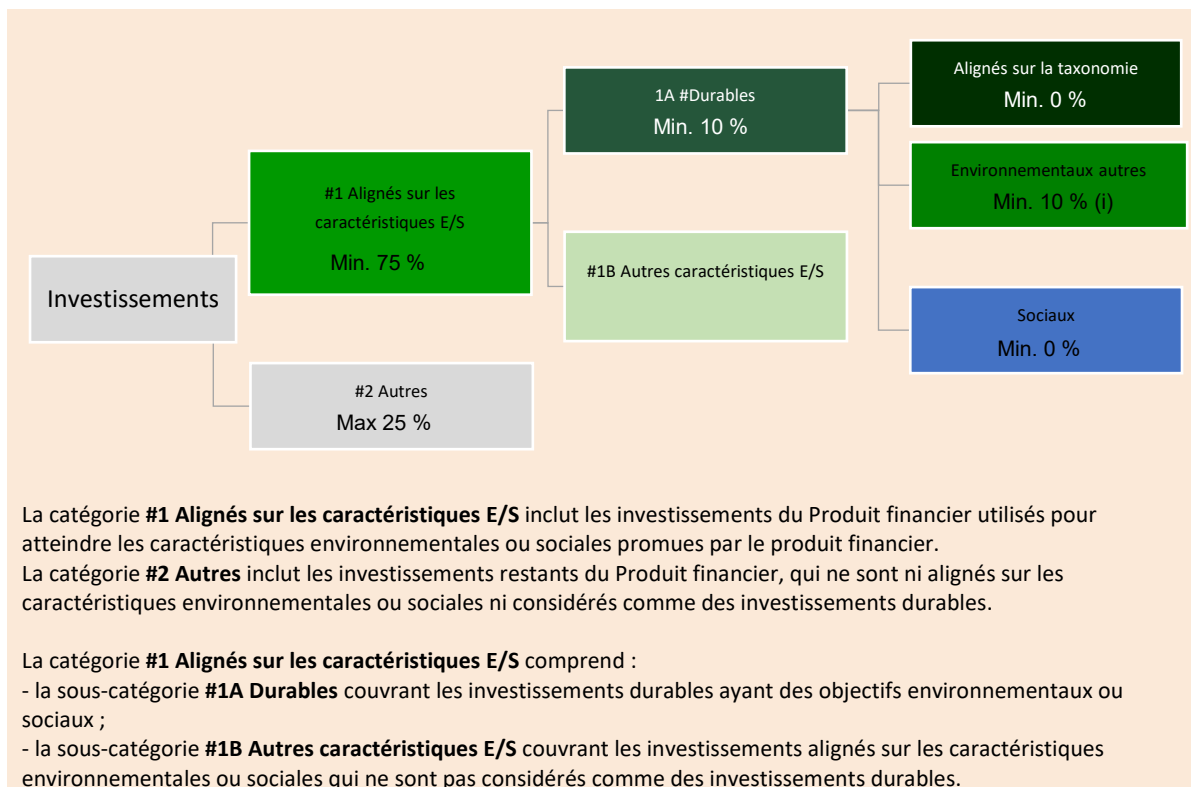 Alignés sur la taxonomie
Min. 0 %
1A #Durables
Min. 10 %
Environnementaux autres
Min. 10 % (i)
#1 Alignés sur les
caractéristiques E/S
Min. 75 %
#1B Autres caractéristiques E/S
Investissements
Sociaux
Min. 0 %
#2 Autres
Max 25 %
La catégorie #1 Alignés sur les caractéristiques E/S inclut les investissements du Produit financier utilisés pour
atteindre les caractéristiques environnementales ou sociales promues par le produit financier.
La catégorie #2 Autres inclut les investissements restants du Produit financier, qui ne sont ni alignés sur les
caractéristiques environnementales ou sociales ni considérés comme des investissements durables.
La catégorie #1 Alignés sur les caractéristiques E/S comprend :
- la sous-catégorie #1A Durables couvrant les investissements durables ayant des objectifs environnementaux ou
sociaux ;
- la sous-catégorie #1B Autres caractéristiques E/S couvrant les investissements alignés sur les caractéristiques
environnementales ou sociales qui ne sont pas considérés comme des investissements durables.